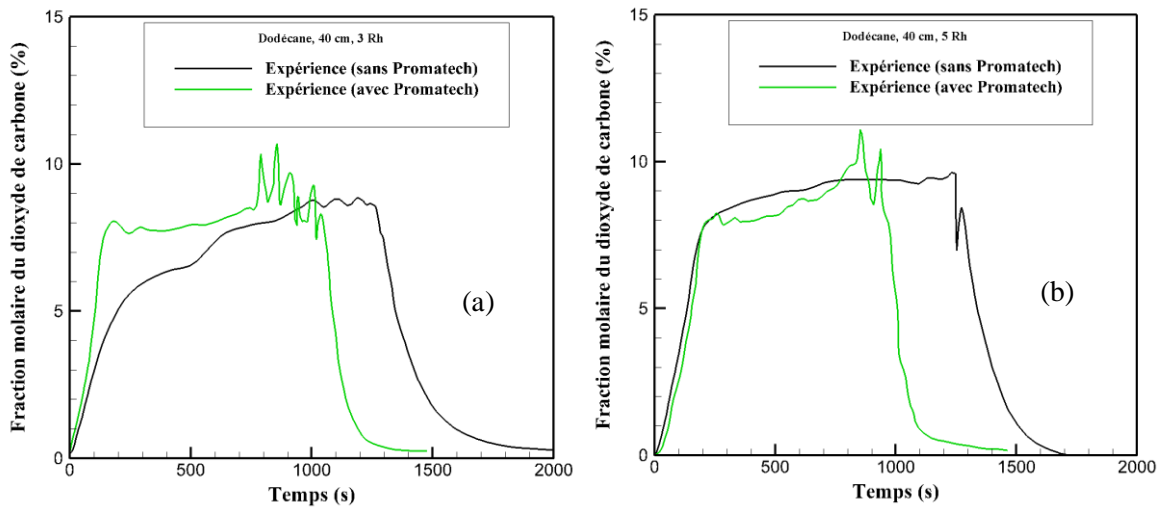 Dodécane, 40 cm, 3 Rh
Expérience (sans Promatech)
Expérience (avec Promatech)
Fraction molaire du dioxyde de carbone (%)
15
10
5
0
(a)
0 500 1000 1500 2000
Temps (s)
Dodécane, 40 cm, 5 Rh
Expérience (sans Promatech)
Expérience (avec Promatech)
Fraction molaire du dioxyde de carbone (%)
15
10
5
0
(b)
0 500 1000 1500 2000
Temps (s)